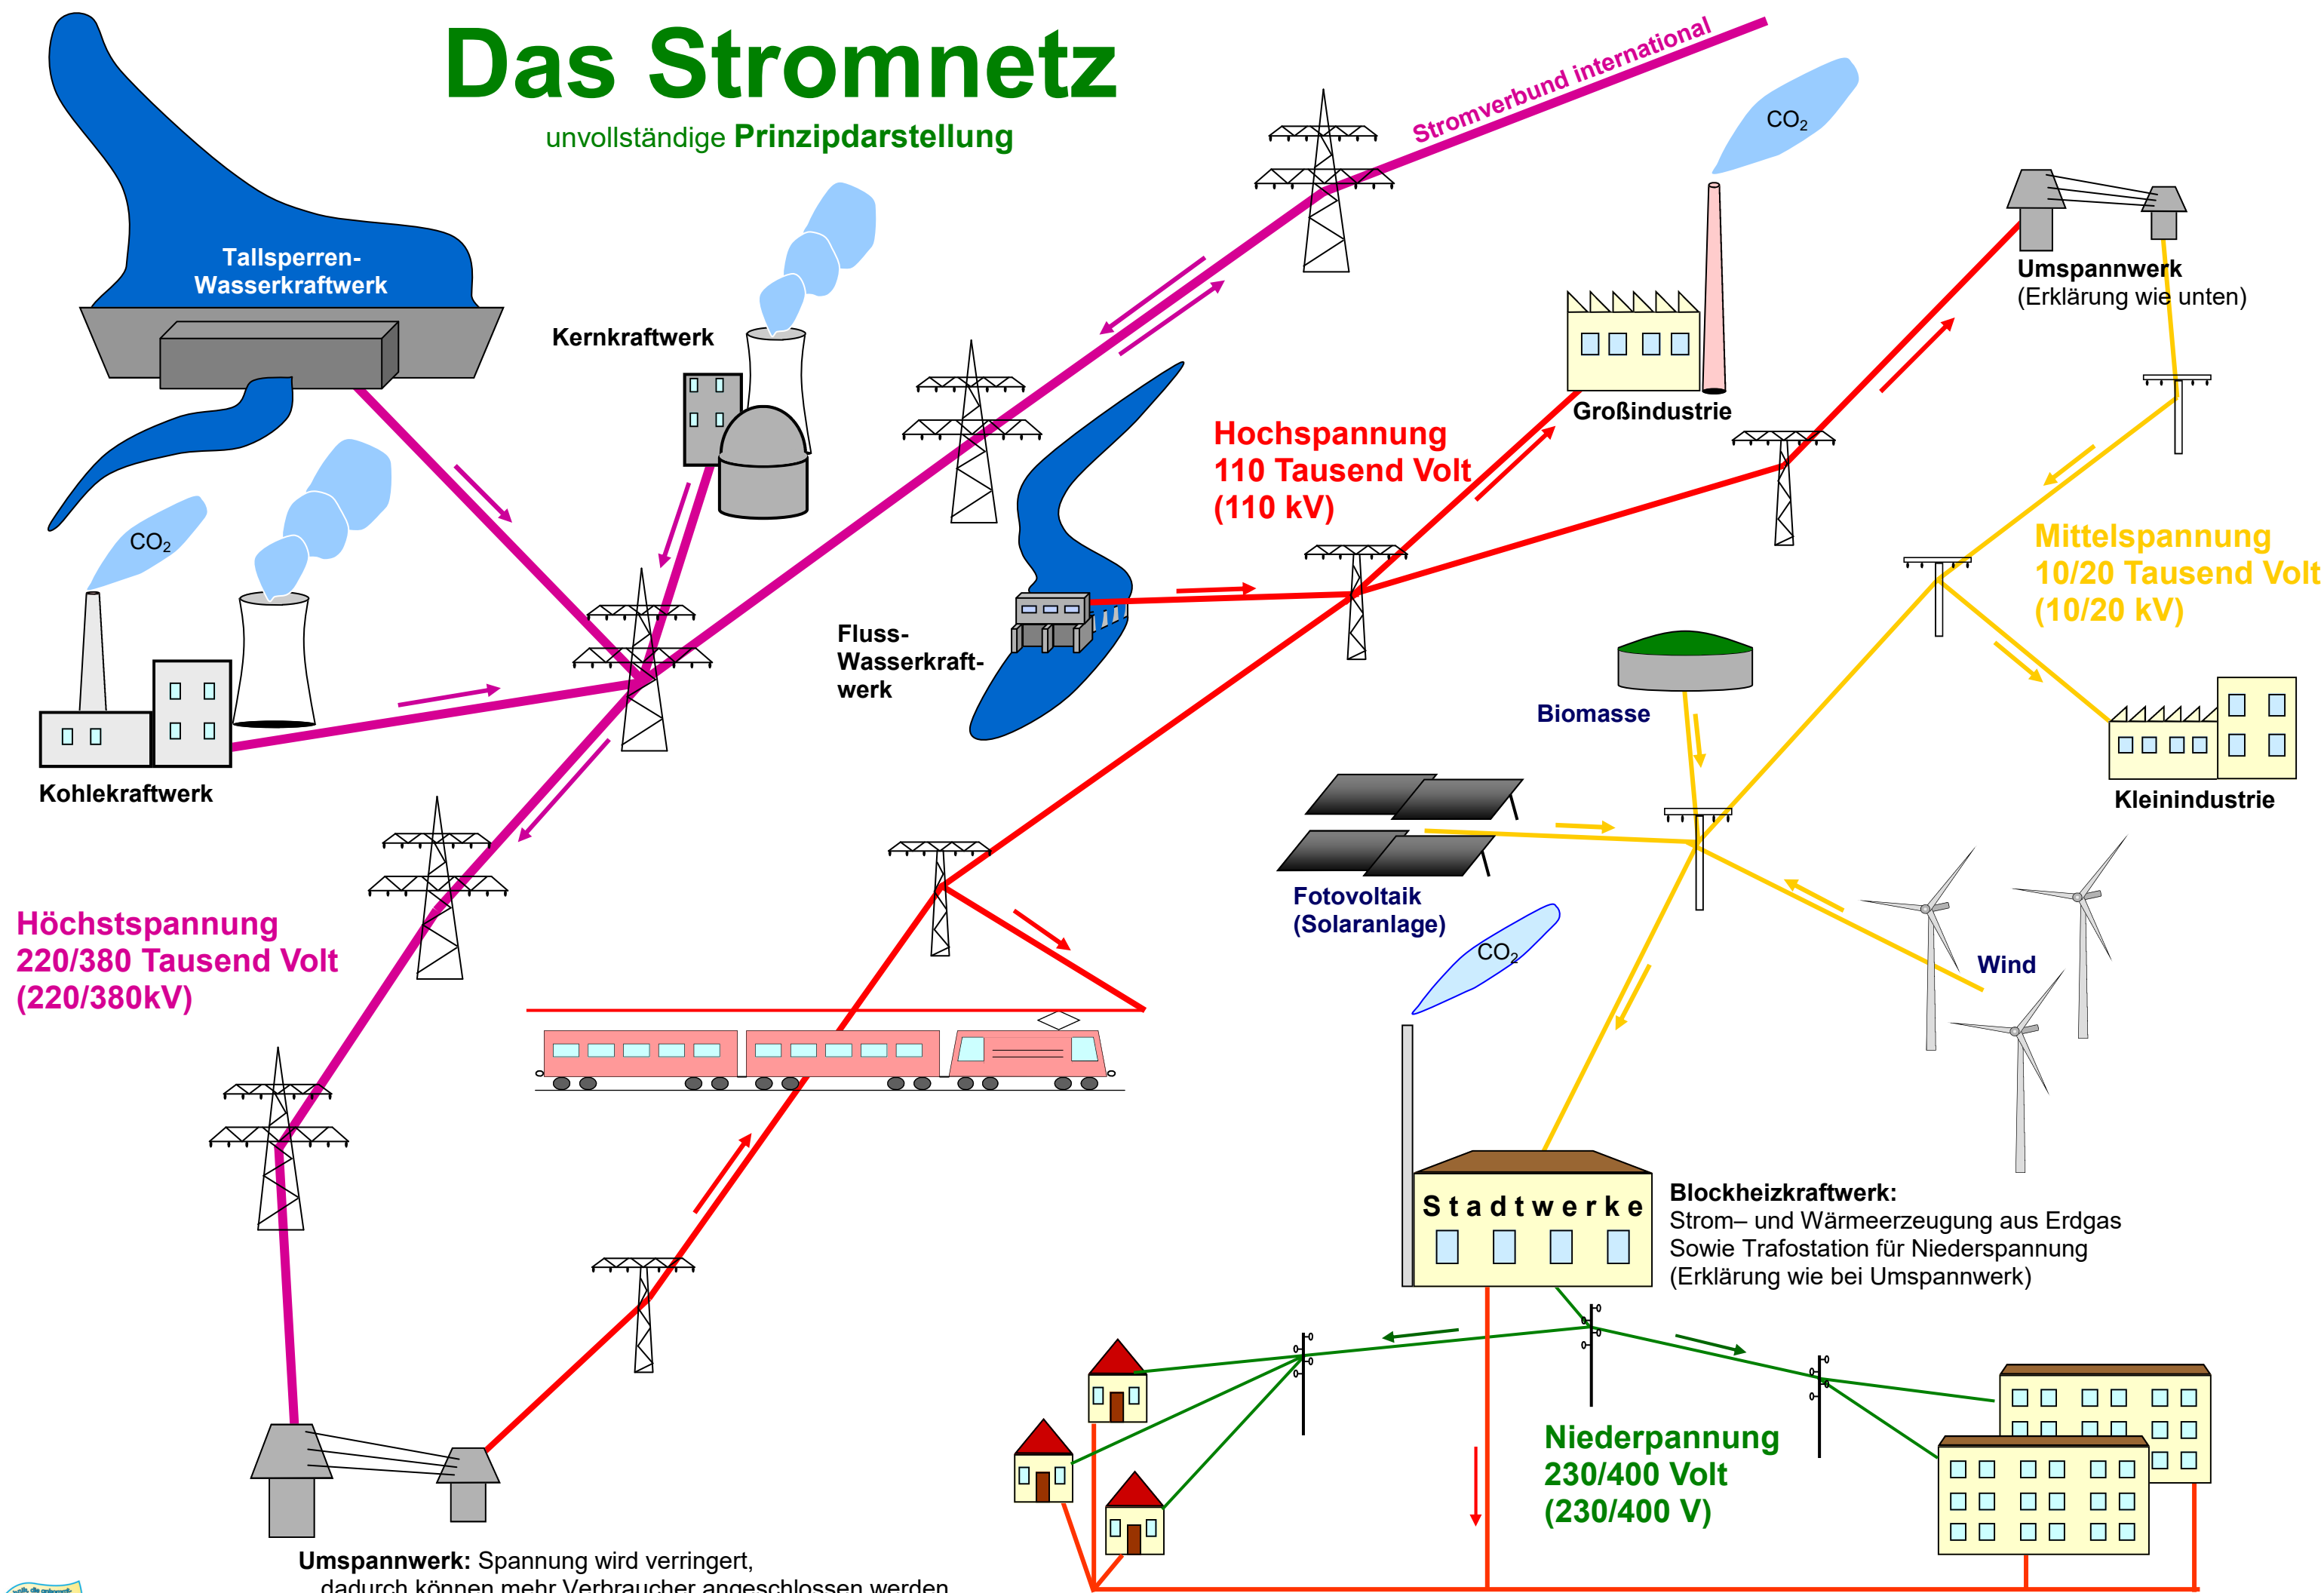 Das Stromnetz
unvollständige Prinzipdarstellung
Stromverbund international
CO₂
Tallsperren-
Wasserkraftwerk
Kernkraftwerk
Umspannwerk
(Erklärung wie unten)
Großindustrie
Hochspannung
110 Tausend Volt
(110 kV)
CO₂
Mittelspannung
10/20 Tausend Volt
(10/20 kV)
Fluss-
Wasserkraft-
werk
Biomasse
Kohlekraftwerk
Kleinindustrie
Fotovoltaik
(Solaranlage)
Höchstspannung
220/380 Tausend Volt
(220/380kV)
CO₂
Wind
Stadtwerke
Blockheizkraftwerk:
Strom– und Wärmeerzeugung aus Erdgas
Sowie Trafostation für Niederspannung
(Erklärung wie bei Umspannwerk)
Niederpannung
230/400 Volt
(230/400 V)
Umspannwerk: Spannung wird verringert,
dadurch können mehr Verbraucher angeschlossen werden